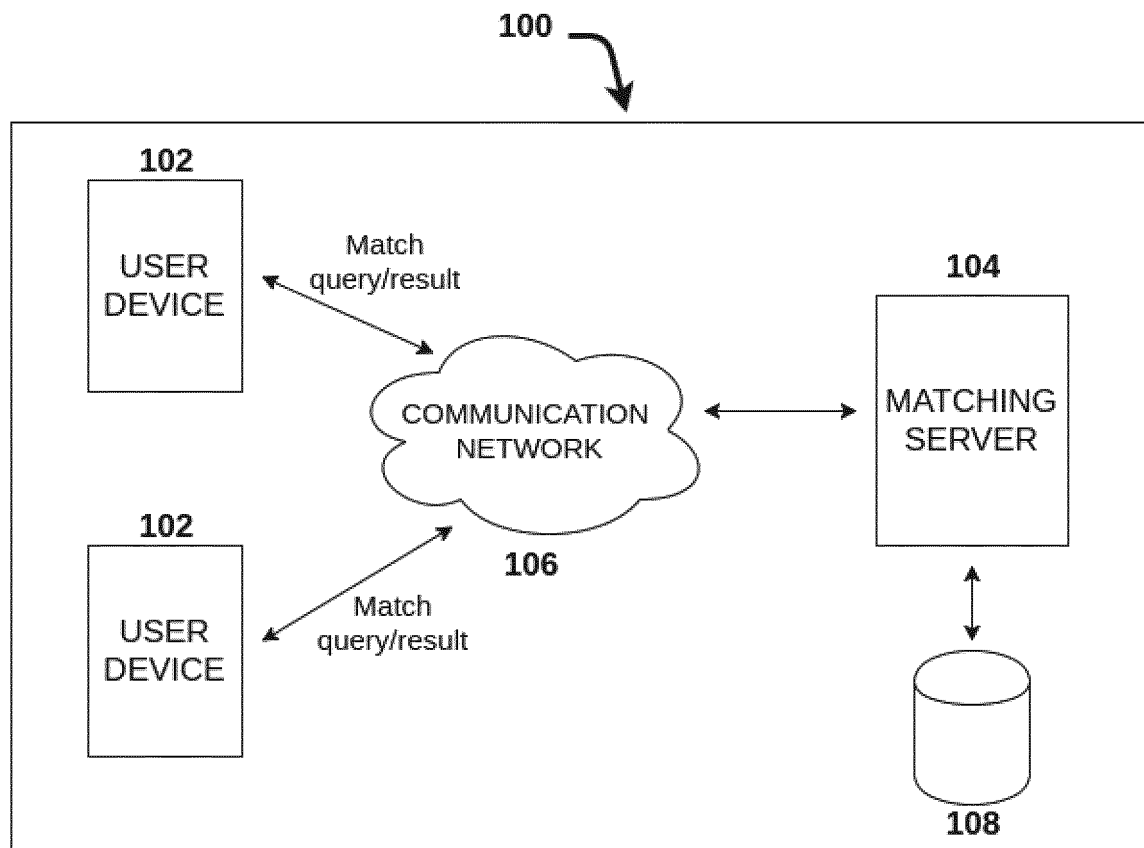 100
102
USER
DEVICE
Match
query/result
104
MATCHING
SERVER
COMMUNICATION
NETWORK
106
102
USER
DEVICE
Match
query/result
108